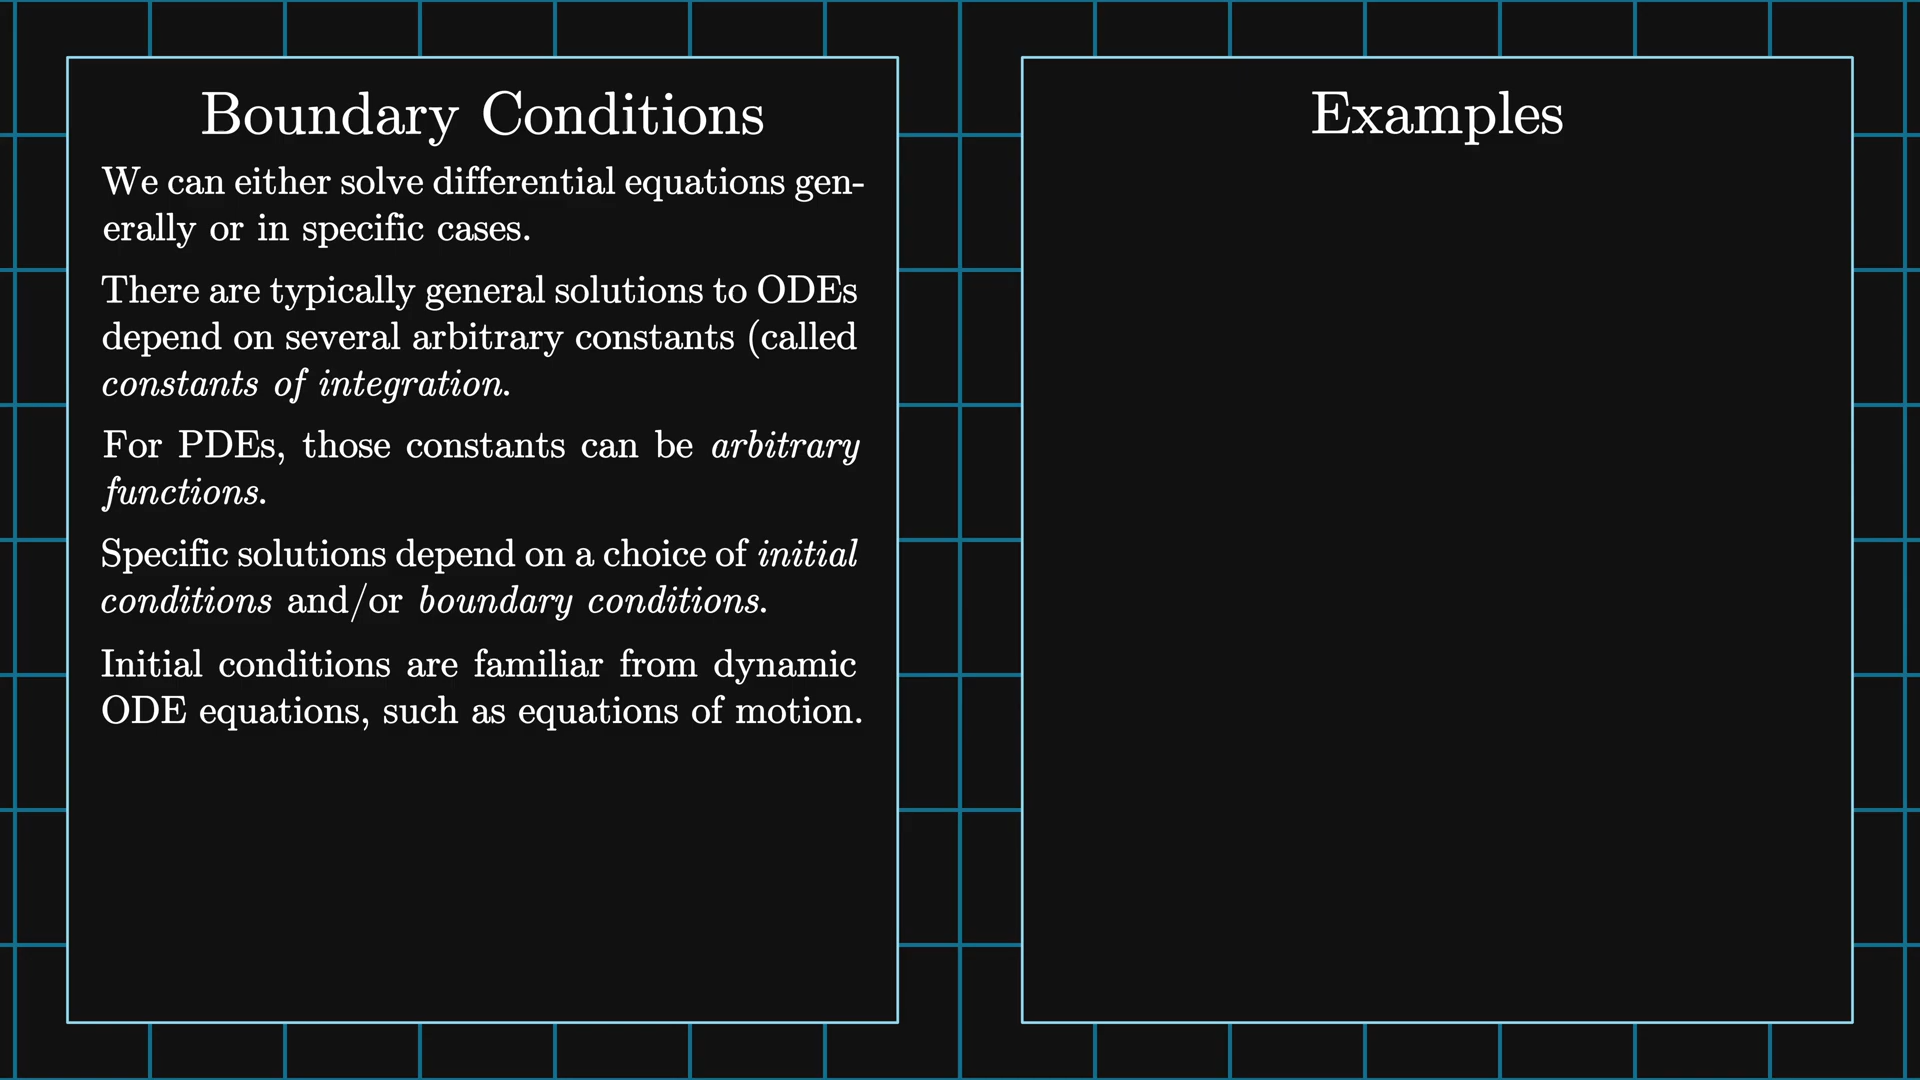 Boundary Conditions
We can either solve differential equations gen-
erally or in specific cases.
There are typically general solutions to ODEs
depend on several arbitrary constants (called
constants of integration.
For PDEs, those constants can be arbitrary
functions.
Specific solutions depend on a choice of initial
conditions and/or boundary conditions.
Initial conditions are familiar from dynamic
ODE equations, such as equations of motion.
Examples